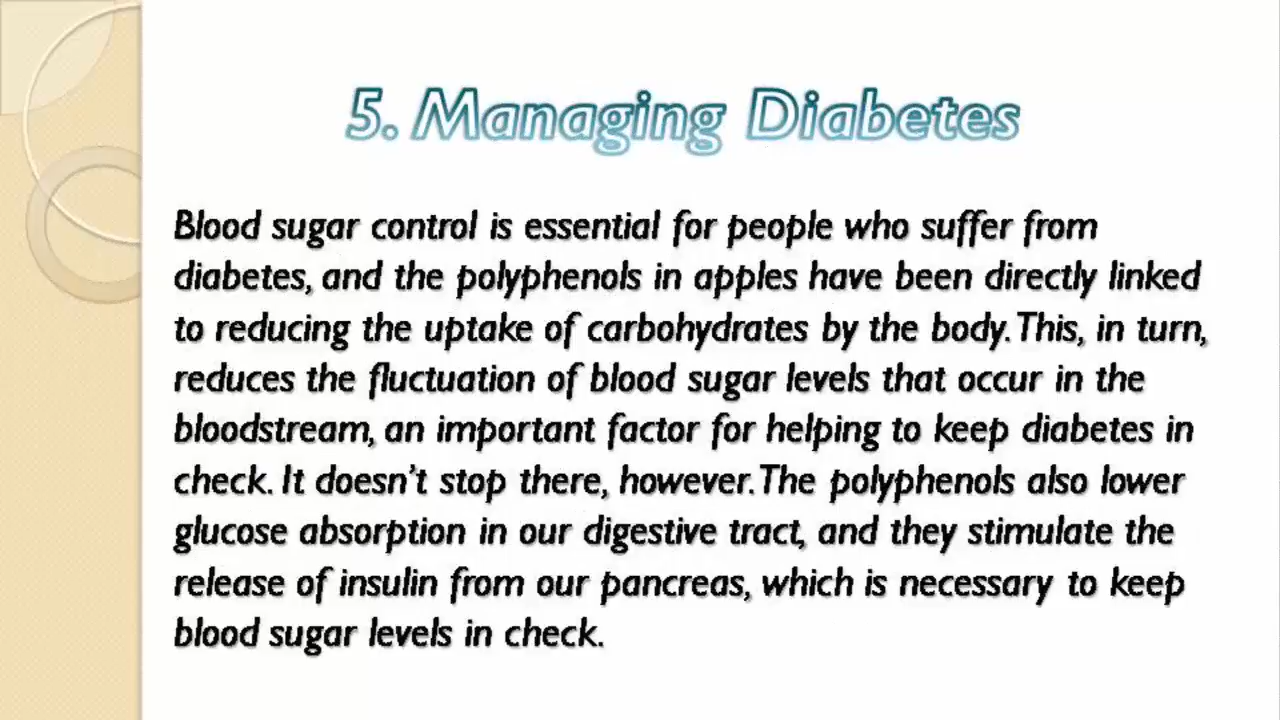 5. Managing Diabetes
Blood sugar control is essential for people who suffer from
diabetes, and the polyphenols in apples have been directly linked
to reducing the uptake of carbohydrates by the body. This, in turn,
reduces the fluctuation of blood sugar levels that occur in the
bloodstream, an important factor for helping to keep diabetes in
check. It doesn’t stop there, however. The polyphenols also lower
glucose absorption in our digestive tract, and they stimulate the
release of insulin from our pancreas, which is necessary to keep
blood sugar levels in check.